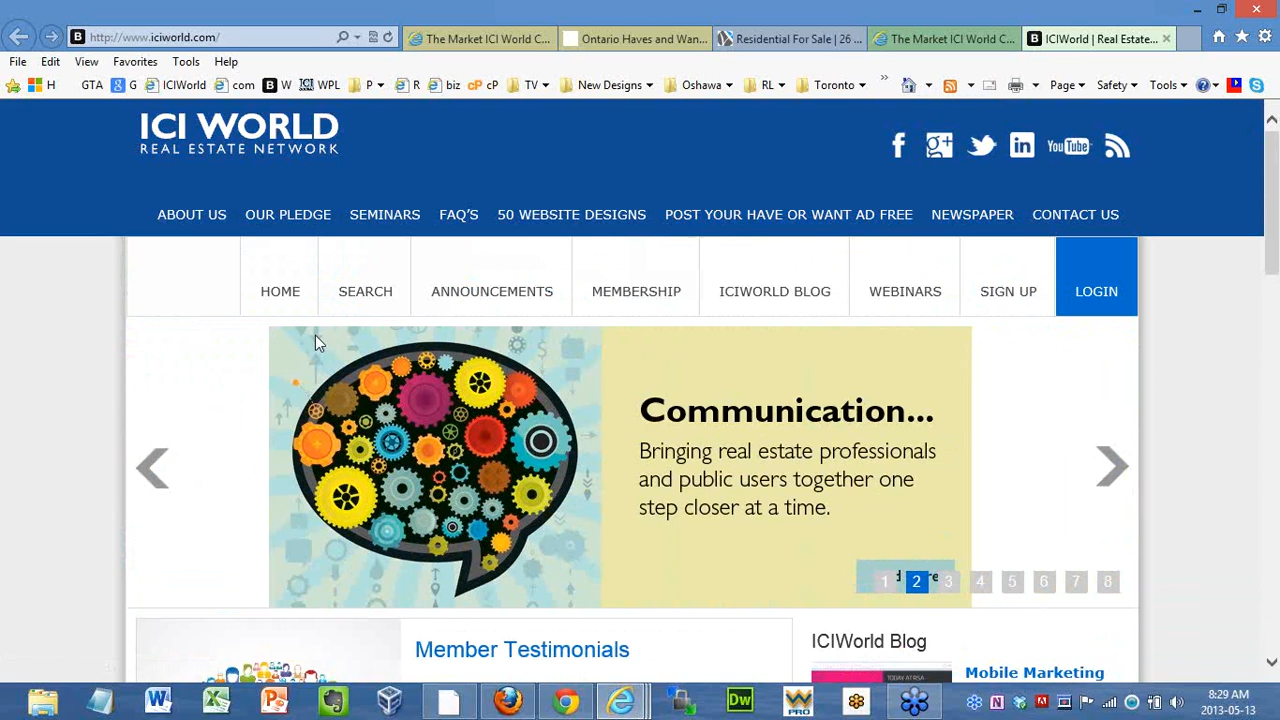 http://www.iciworld.com/
The Market ICI World C...
Ontario Haves and Wan...
Residential For Sale | 26 ...
The Market ICI World C...
ICIWorld | Real Estate...
File Edit View Favorites Tools Help
H GTA G ICIWorld com W WPL P R biz cP TV New Designs Oshawa RL Toronto Page Safety Tools
ICI WORLD
REAL ESTATE NETWORK
You Tube
ABOUT US OUR PLEDGE SEMINARS FAQ'S 50 WEBSITE DESIGNS POST YOUR HAVE OR WANT AD FREE NEWSPAPER CONTACT US
HOME SEARCH ANNOUNCEMENTS MEMBERSHIP ICIWORLD BLOG WEBINARS SIGN UP LOGIN
Communication...
Bringing real estate professionals
and public users together one
step closer at a time.
1 2 3 4 5 6 7 8
Member Testimonials
ICIWorld Blog
Mobile Marketing
8:29 AM
2013-05-13